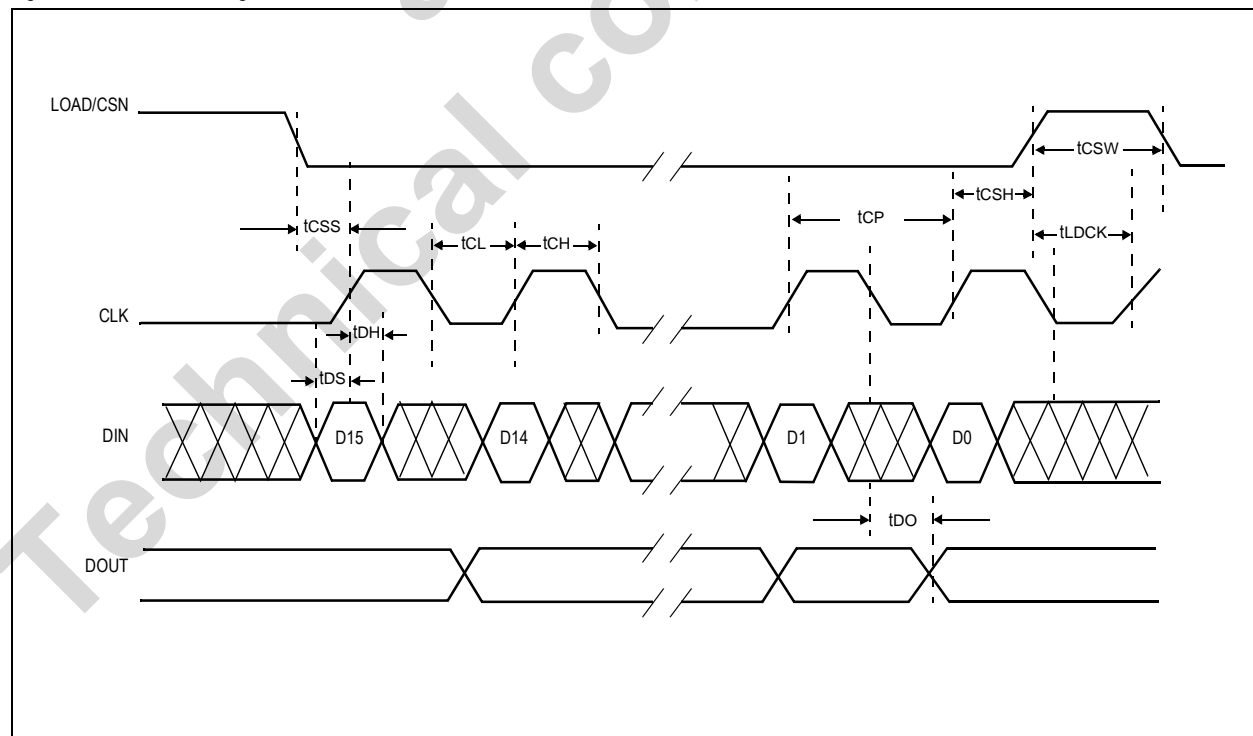 LOAD/CSN
tCSW
tCSH
tCP
tCSS
tLDCK
tCL
tCH
CLK
tDH
tDS
DIN
D15
D14
D1
D0
tDO
DOUT
Technical co